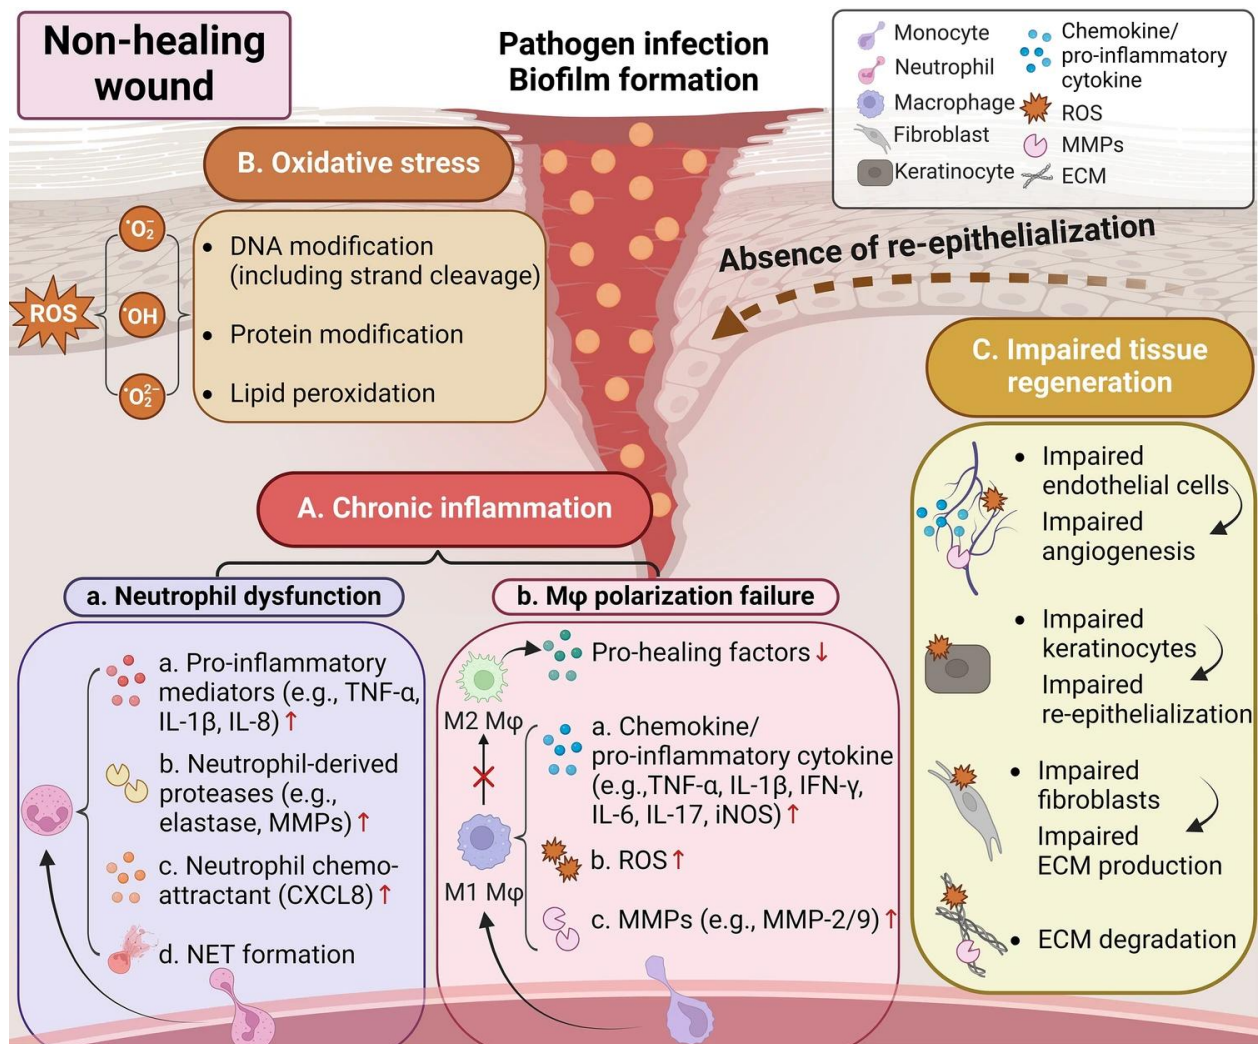 Non-healing
wound
Pathogen infection
Biofilm formation
Monocyte
Neutrophil
Macrophage
Fibroblast
Keratinocyte
Chemokine/
pro-inflammatory
cytokine
ROS
MMPs
ECM
B. Oxidative stress
ROS
•O₂⁻
•OH
•O₂²⁻
• DNA modification
(including strand cleavage)
• Protein modification
• Lipid peroxidation
Absence of re-epithelialization
C. Impaired tissue
regeneration
• Impaired
endothelial cells
Impaired
angiogenesis
• Impaired
keratinocytes
Impaired
re-epithelialization
• Impaired
fibroblasts
Impaired
ECM production
• ECM degradation
A. Chronic inflammation
a. Neutrophil dysfunction
a. Pro-inflammatory
mediators (e.g., TNF-α,
IL-1β, IL-8)↑
b. Neutrophil-derived
proteases (e.g.,
elastase, MMPs)↑
c. Neutrophil chemo-
attractant (CXCL8)↑
d. NET formation
b. Mφ polarization failure
Pro-healing factors↓
M2 Mφ
a. Chemokine/
pro-inflammatory cytokine
(e.g.,TNF-α, IL-1β, IFN-γ,
IL-6, IL-17, iNOS)↑
b. ROS↑
M1 Mφ
c. MMPs (e.g., MMP-2/9)↑